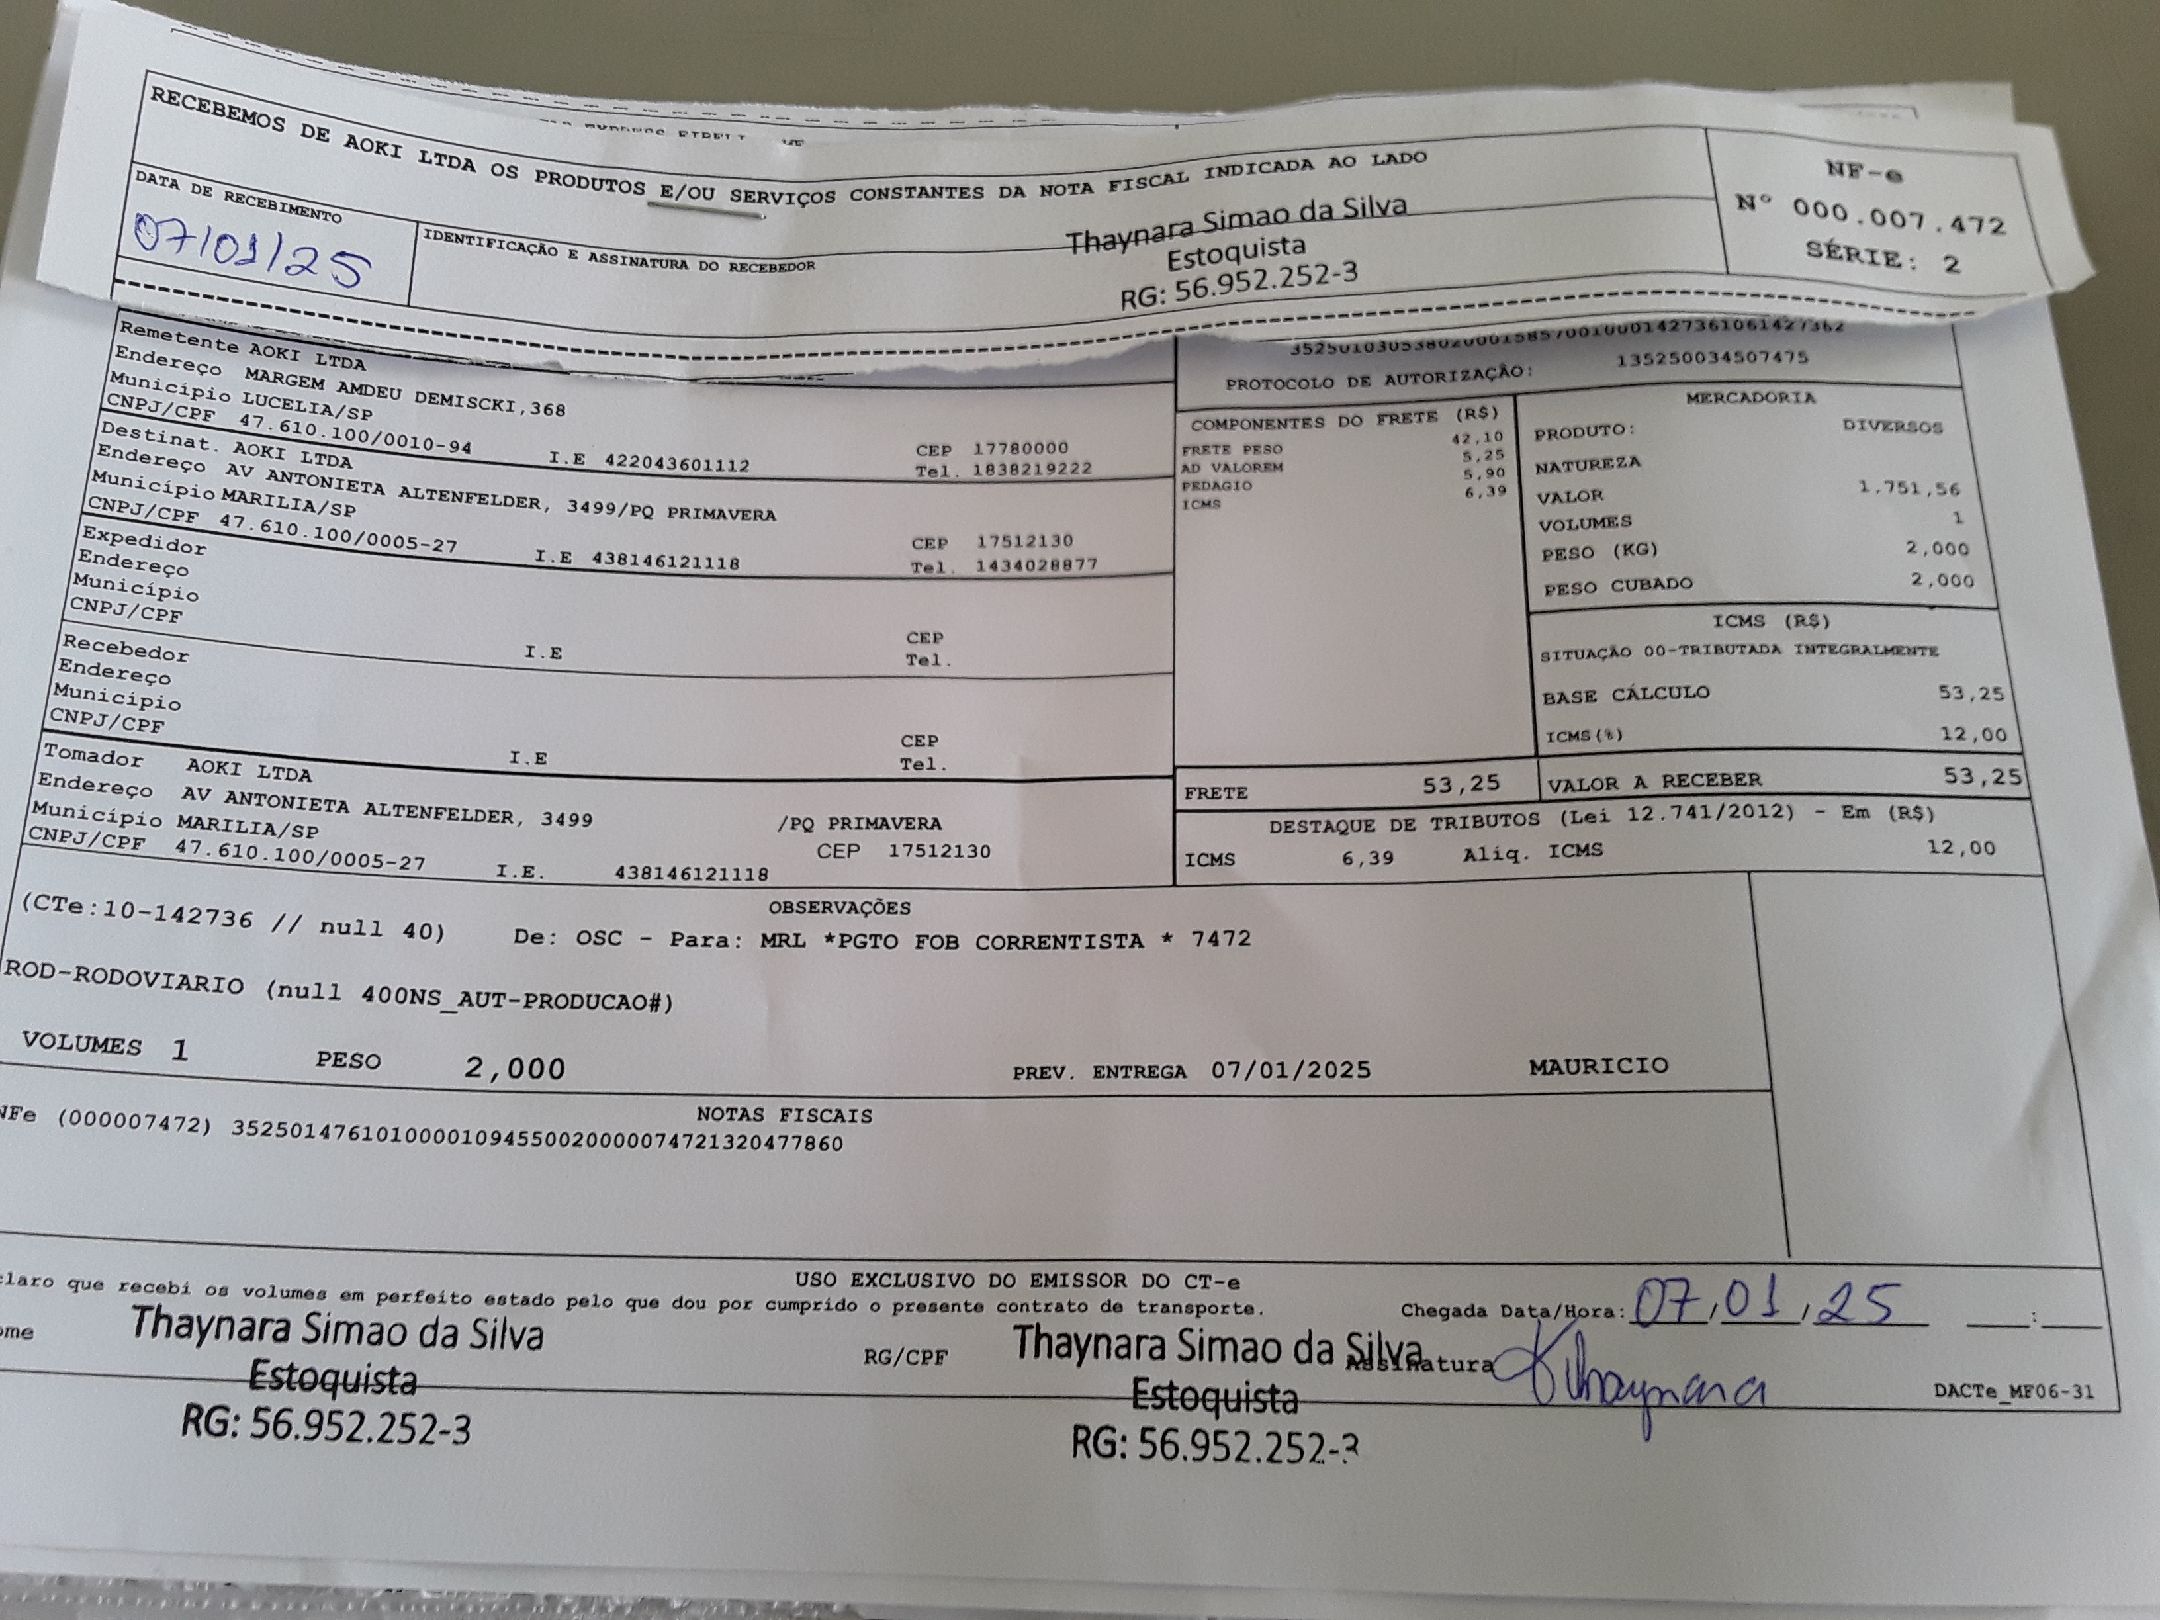 RECEBEMOS DE AOKI LTDA OS PRODUTOS E/OU SERVIÇOS CONSTANTES DA NOTA FISCAL INDICADA AO LADO
NF-e
Nº 000.007.472
SÉRIE: 2
DATA DE RECEBIMENTO
07/01/25
IDENTIFICAÇÃO E ASSINATURA DO RECEBEDOR
Thaynara Simao da Silva
Estoquista
RG: 56.952.252-3
Remetente AOKI LTDA
Endereço MARGEM AMDEU DEMISCKI,368
Município LUCELIA/SP CEP 17780000
CNPJ/CPF 47.610.100/0010-94 I.E 422043601112 Tel. 1838219222
Destinat. AOKI LTDA
Endereço AV ANTONIETA ALTENFELDER, 3499/PQ PRIMAVERA
Município MARILIA/SP CEP 17512130
CNPJ/CPF 47.610.100/0005-27 I.E 438146121118 Tel. 1434028877
Expedidor
Endereço
Município CEP
CNPJ/CPF I.E Tel.
Recebedor
Endereço
Municipio CEP
CNPJ/CPF I.E Tel.
Tomador AOKI LTDA
Endereço AV ANTONIETA ALTENFELDER, 3499 /PQ PRIMAVERA
Município MARILIA/SP CEP 17512130
CNPJ/CPF 47.610.100/0005-27 I.E. 438146121118
PROTOCOLO DE AUTORIZAÇÃO: 135250034507475
COMPONENTES DO FRETE (R$)
FRETE PESO 42,10
AD VALOREM 5,25
PEDAGIO 5,90
ICMS 6,39
MERCADORIA
PRODUTO: DIVERSOS
NATUREZA
VALOR 1.751,56
VOLUMES 1
PESO (KG) 2,000
PESO CUBADO 2,000
ICMS (R$)
SITUAÇÃO 00-TRIBUTADA INTEGRALMENTE
BASE CÁLCULO 53,25
ICMS(%) 12,00
FRETE 53,25 VALOR A RECEBER 53,25
DESTAQUE DE TRIBUTOS (Lei 12.741/2012) - Em (R$)
ICMS 6,39 Aliq. ICMS 12,00
OBSERVAÇÕES
(CTe:10-142736 // null 40) De: OSC - Para: MRL *PGTO FOB CORRENTISTA * 7472
ROD-RODOVIARIO (null 400NS_AUT-PRODUCAO#)
VOLUMES 1 PESO 2,000 PREV. ENTREGA 07/01/2025 MAURICIO
NOTAS FISCAIS
NFe (000007472) 35250147610100001094550020000074721320477860
USO EXCLUSIVO DO EMISSOR DO CT-e
claro que recebi os volumes em perfeito estado pelo que dou por cumprido o presente contrato de transporte.
Chegada Data/Hora: 07/01/25 __:__
ome Thaynara Simao da Silva
Estoquista
RG: 56.952.252-3
RG/CPF Thaynara Simao da Silva
Estoquista
RG: 56.952.252-3
Assinatura Thaynara
DACTe_MF06-31